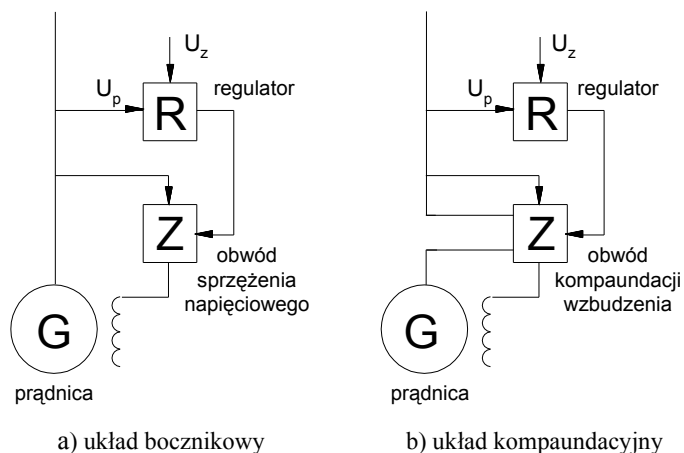 U_z
U_p
R
regulator
Z
obwód
sprzężenia
napięciowego
G
prądnica
a) układ bocznikowy
U_z
U_p
R
regulator
Z
obwód
kompaundacji
wzbudzenia
G
prądnica
b) układ kompaundacyjny